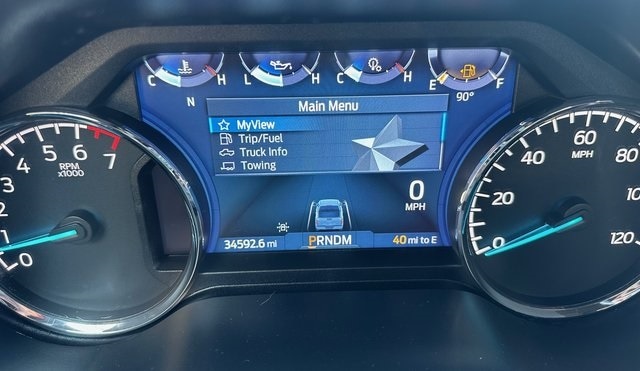 C H L H C H E F
N 90°
Main Menu
MyView
Trip/Fuel
Truck Info
Towing
0
MPH
34592.6 mi PRNDM 40 mi to E
0 1 2 3 4 5 6 7
RPM
x1000
0 20 40 60 80 120
MPH